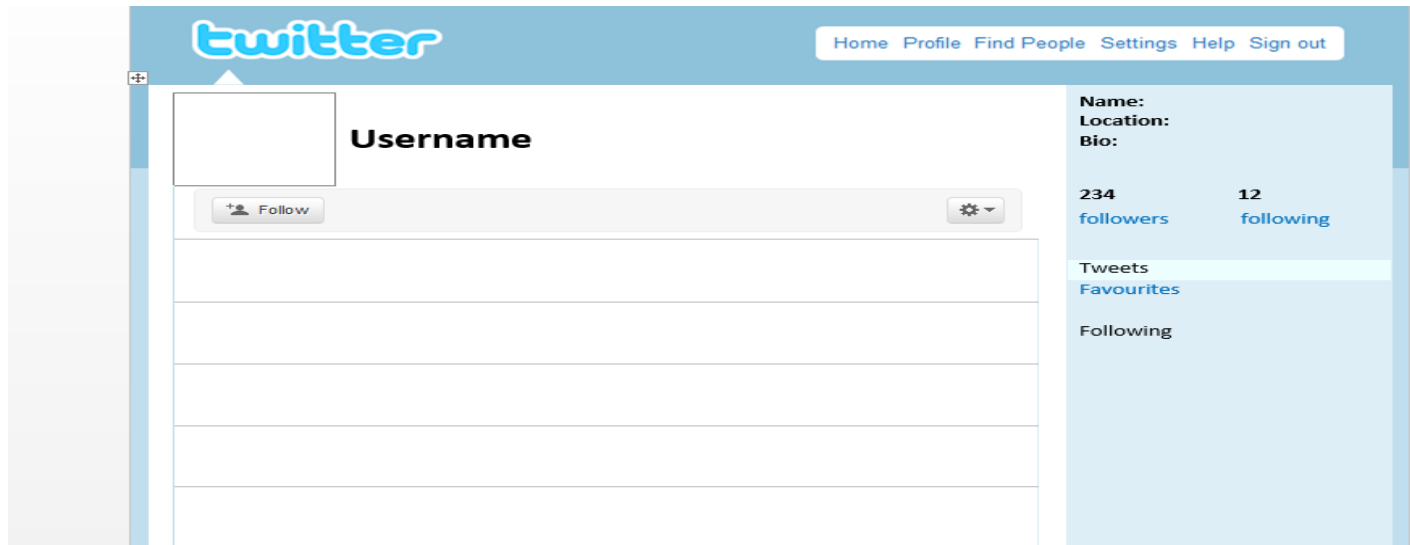 twitter
Home Profile Find People Settings Help Sign out
Username
Follow
Name:
Location:
Bio:
234 12
followers following
Tweets
Favourites
Following